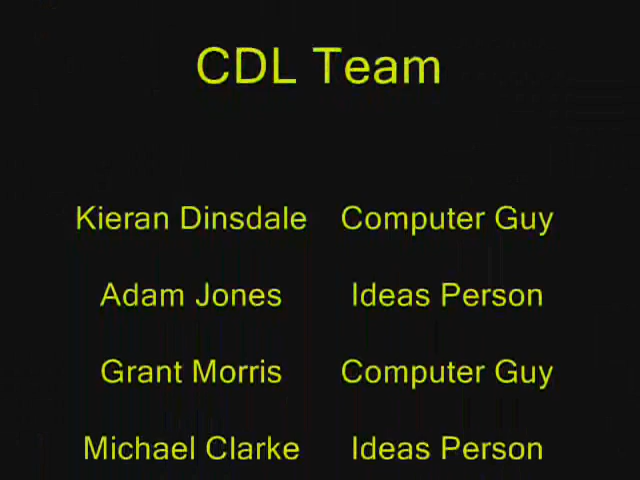 CDL Team
Kieran Dinsdale Computer Guy
Adam Jones Ideas Person
Grant Morris Computer Guy
Michael Clarke Ideas Person